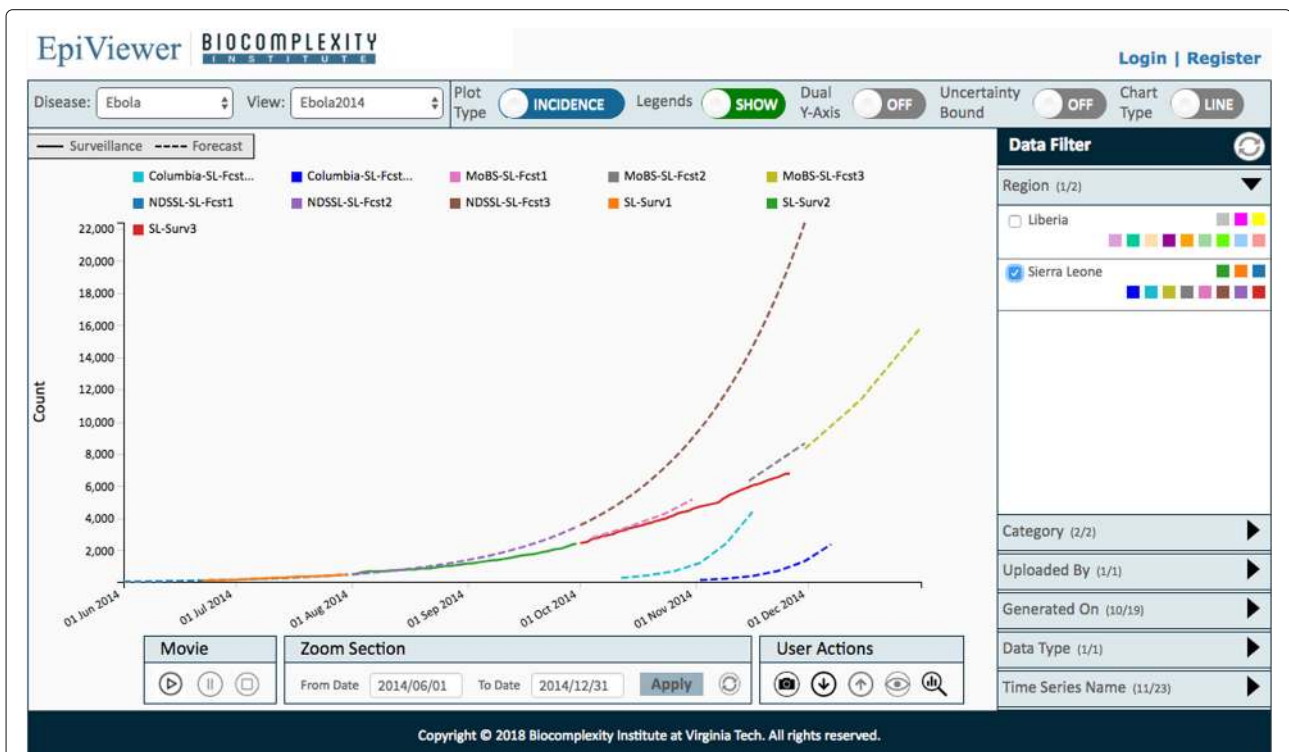 EpiViewer BIOCOMPLEXITY
INSTITUTE
Login | Register
Disease: Ebola View: Ebola2014 Plot Type INCIDENCE Legends SHOW Dual Y-Axis OFF Uncertainty Bound OFF Chart Type LINE
Surveillance Forecast
Columbia-SL-Fcst... Columbia-SL-Fcst... MoBS-SL-Fcst1 MoBS-SL-Fcst2 MoBS-SL-Fcst3
NDSSL-SL-Fcst1 NDSSL-SL-Fcst2 NDSSL-SL-Fcst3 SL-Surv1 SL-Surv2
SL-Surv3
22,000
20,000
18,000
16,000
14,000
12,000
10,000
8,000
6,000
4,000
2,000
Count
01 Jun 2014 01 Jul 2014 01 Aug 2014 01 Sep 2014 01 Oct 2014 01 Nov 2014 01 Dec 2014
Data Filter
Region (1/2)
Liberia
Sierra Leone
Category (2/2)
Uploaded By (1/1)
Generated On (10/19)
Data Type (1/1)
Time Series Name (11/23)
Movie
Zoom Section
From Date 2014/06/01 To Date 2014/12/31 Apply
User Actions
Copyright © 2018 Biocomplexity Institute at Virginia Tech. All rights reserved.